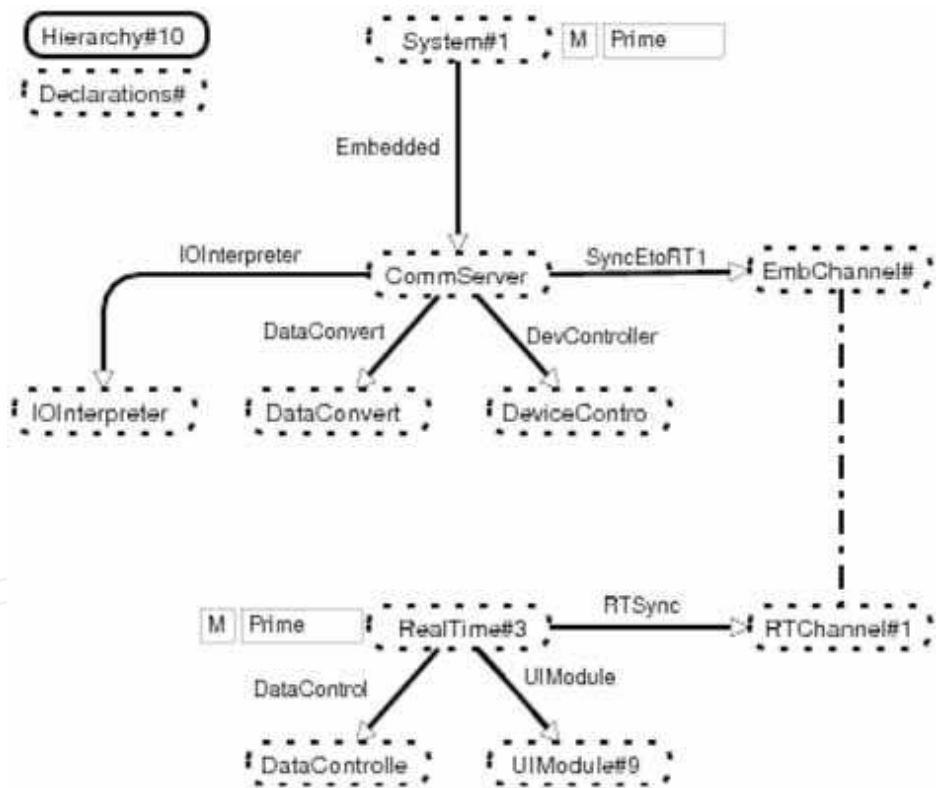 Hierarchy#10
System#1
M
Prime
Declarations#
Embedded
IOInterpreter
SyncEtoRT1
CommServer
EmbChannel#
DataConvert
DevController
IOInterpreter
DataConvert
DeviceContro
RTSync
M
Prime
RealTime#3
RTChannel#1
DataControl
UIModule
DataControlle
UIModule#9